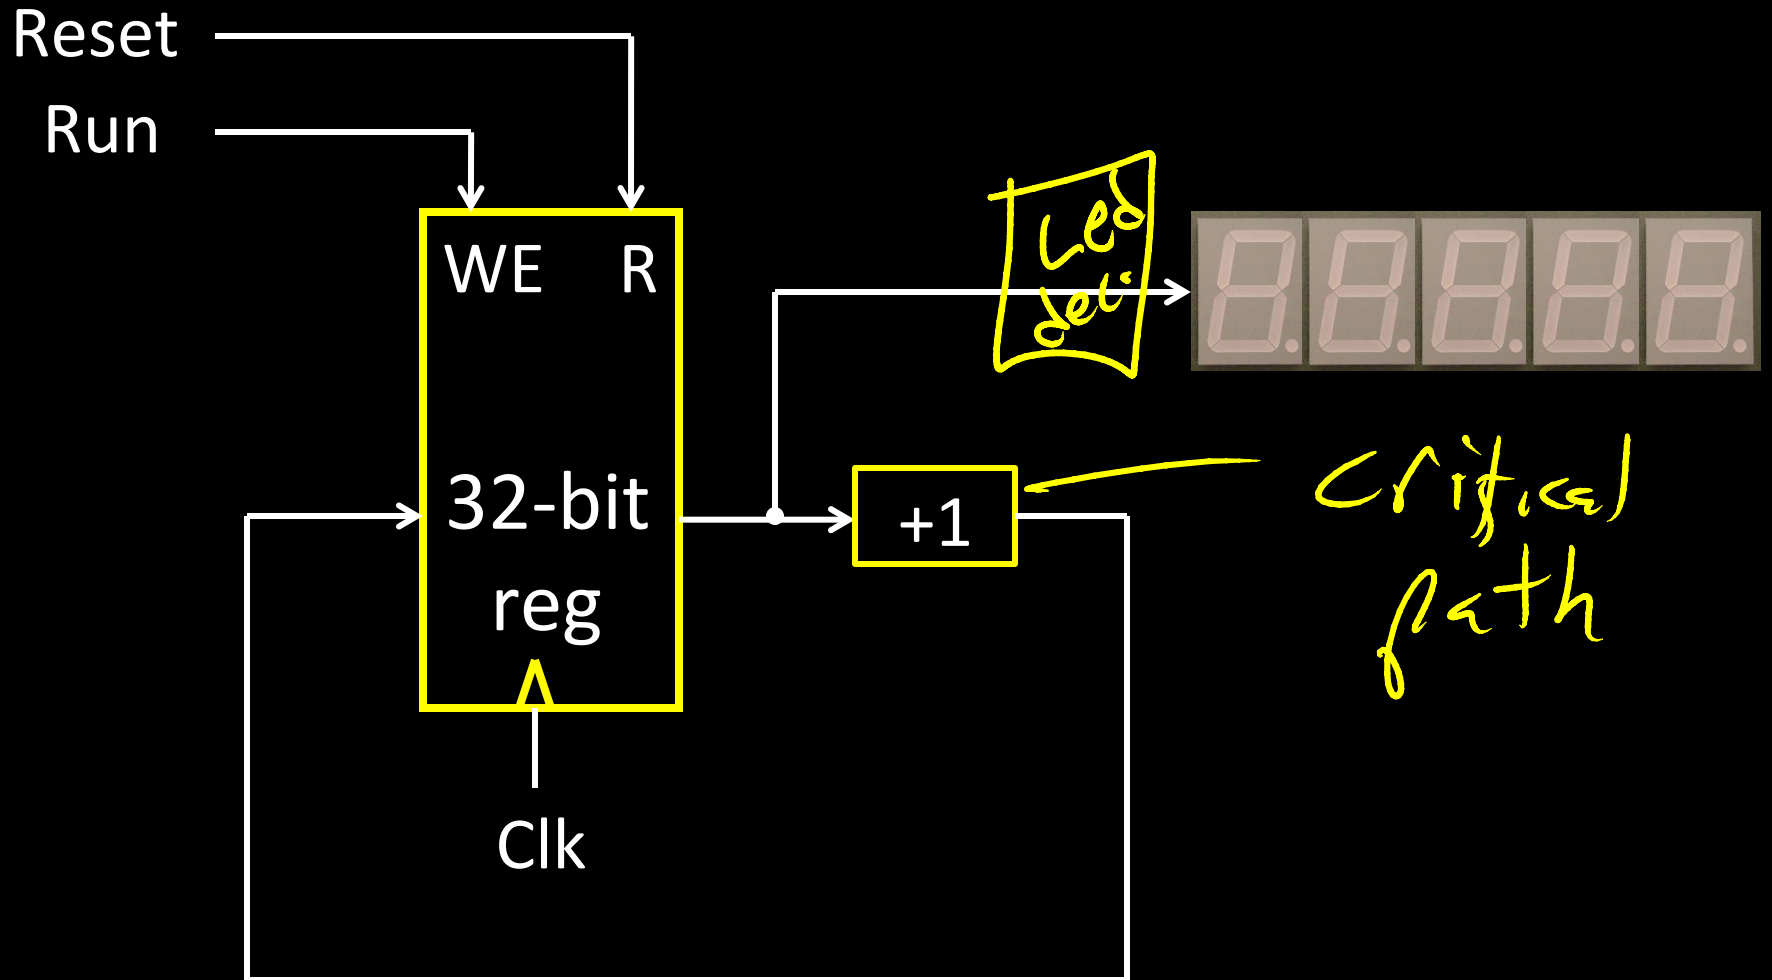 Reset
Run
WE R
Led
dec
32-bit
reg
+1
critical
path
Clk